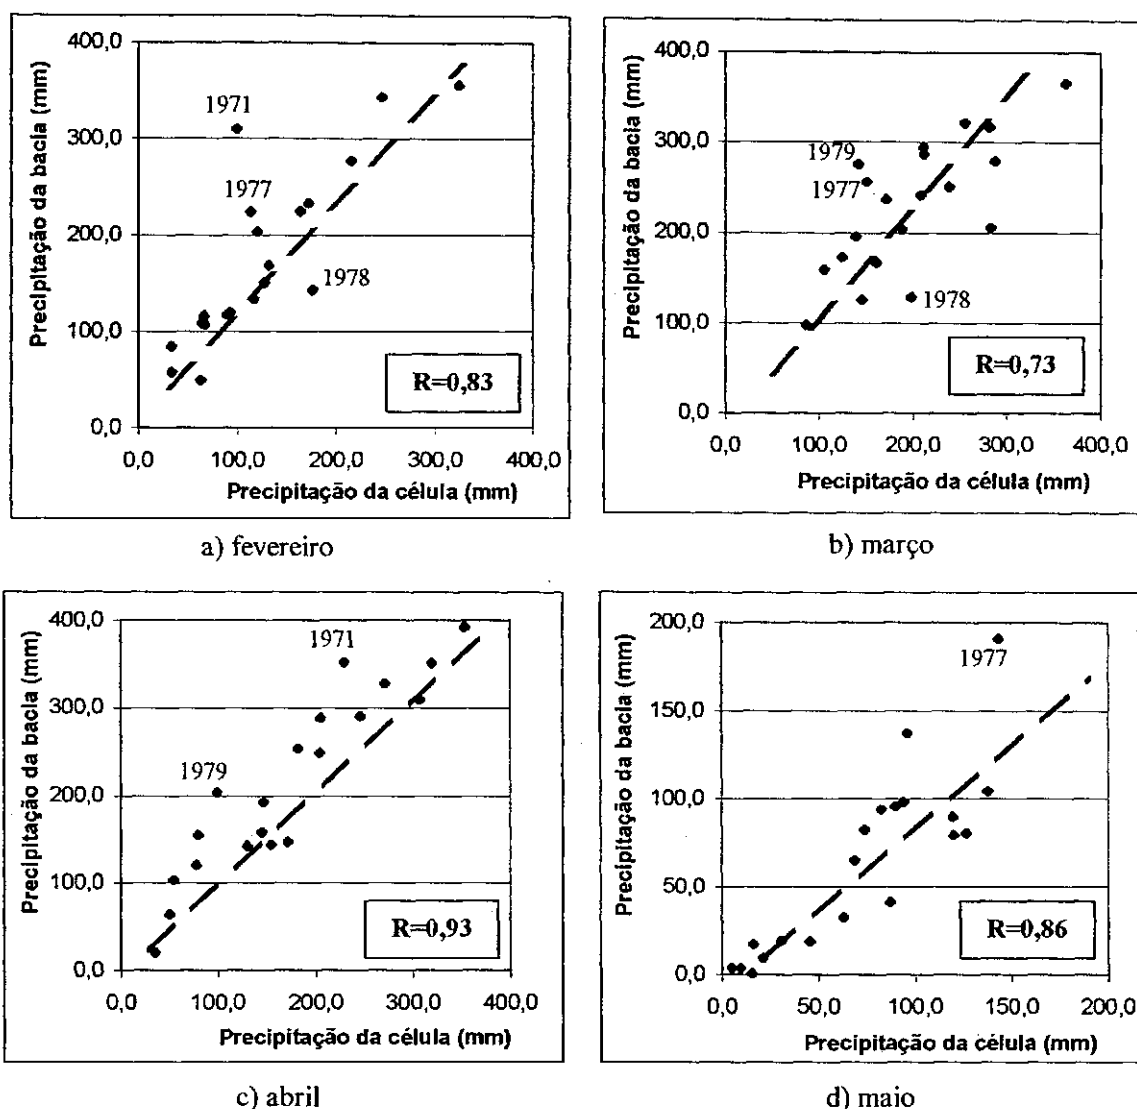 400,0
300,0
200,0
100,0
0,0
Precipitação da bacia (mm)
1971
1977
1978
R=0,83
0,0 100,0 200,0 300,0 400,0
Precipitação da célula (mm)
a) fevereiro
400,0
300,0
200,0
100,0
0,0
Precipitação da bacia (mm)
1979
1977
1978
R=0,73
0,0 100,0 200,0 300,0 400,0
Precipitação da célula (mm)
b) março
400,0
300,0
200,0
100,0
0,0
Precipitação da bacia (mm)
1971
1979
R=0,93
0,0 100,0 200,0 300,0 400,0
Precipitação da célula (mm)
c) abril
200,0
150,0
100,0
50,0
0,0
Precipitação da bacia (mm)
1977
R=0,86
0,0 50,0 100,0 150,0 200,0
Precipitação da célula (mm)
d) maio